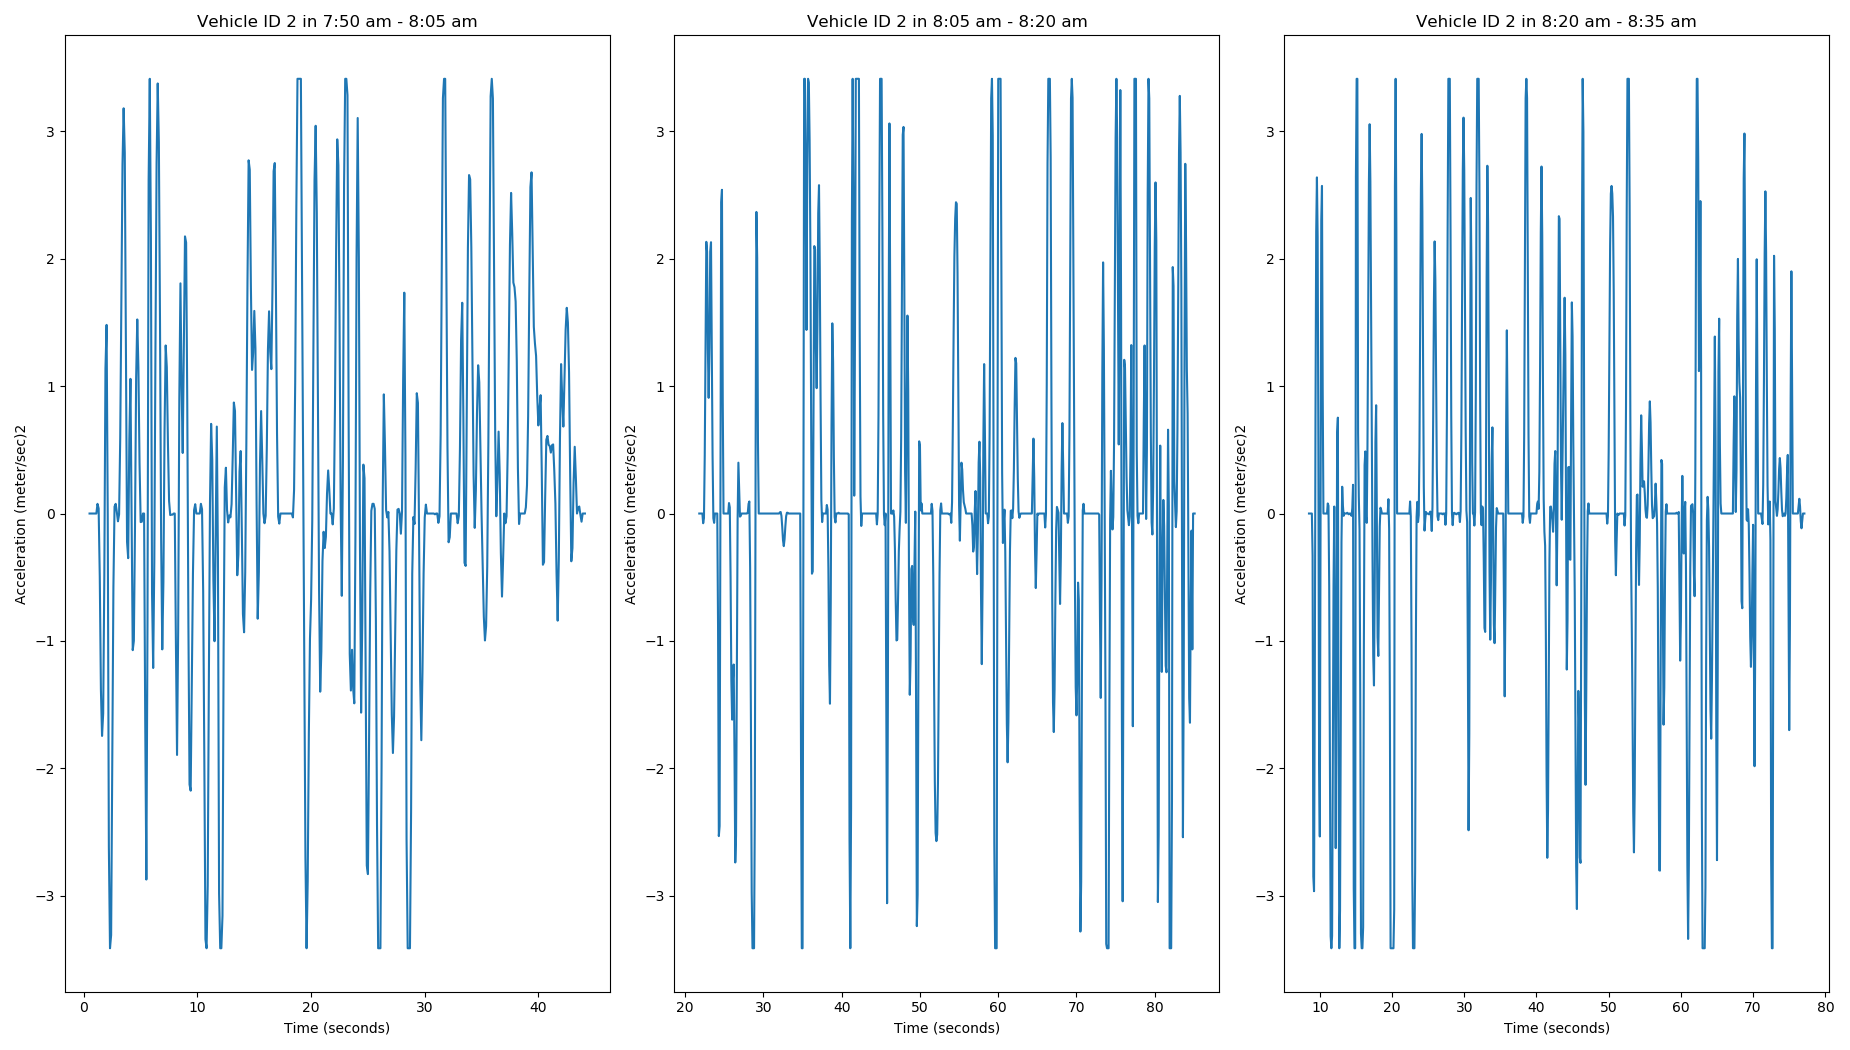 Vehicle ID 2 in 7:50 am - 8:05 am
Acceleration (meter/sec)2
3
2
1
0
−1
−2
−3
0 10 20 30 40
Time (seconds)
Vehicle ID 2 in 8:05 am - 8:20 am
Acceleration (meter/sec)2
3
2
1
0
−1
−2
−3
20 30 40 50 60 70 80
Time (seconds)
Vehicle ID 2 in 8:20 am - 8:35 am
Acceleration (meter/sec)2
3
2
1
0
−1
−2
−3
10 20 30 40 50 60 70 80
Time (seconds)